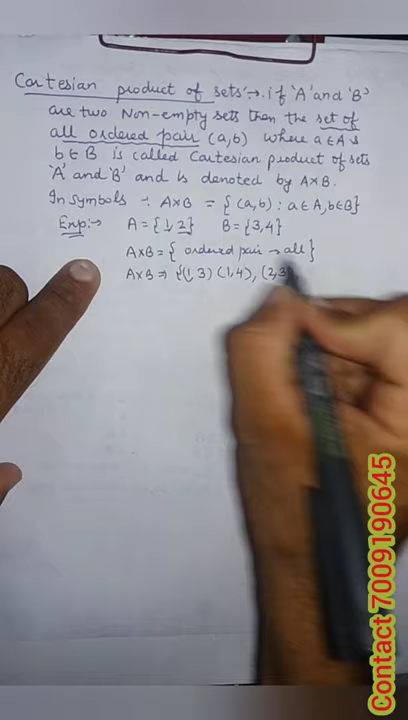 Cartesian product of sets :→ if 'A' and 'B'
are two Non-empty sets then the set of
all ordered pair (a,b) where a∈A &
b∈B is called Cartesian product of sets
'A' and 'B' and is denoted by A×B.
In symbols :- A×B = {(a,b) : a∈A, b∈B}
Exp:→ A = {1,2} B = {3,4}
A×B = { ordered pair → all }
A×B ⇒ {(1,3) (1,4), (2,3
Contact 7009190645